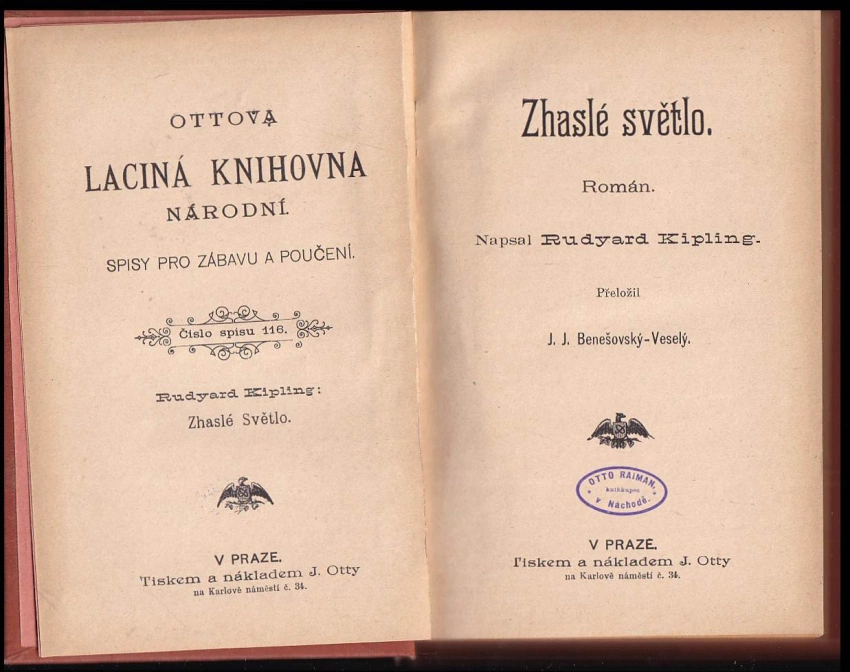 OTTOVA
LACINÁ KNIHOVNA
NÁRODNÍ.
SPISY PRO ZÁBAVU A POUČENÍ.
Číslo spisu 116.
Rudyard Kipling:
Zhaslé Světlo.
V PRAZE.
Tiskem a nákladem J. Otty
na Karlově náměstí č. 34.
Zhaslé světlo.
Román.
Napsal Rudyard Kipling.
Přeložil
J. J. Benešovský-Veselý.
OTTO RAIMAN,
knihkupec
v Náchodě.
V PRAZE.
Tiskem a nákladem J. Otty
na Karlově náměstí č. 34.